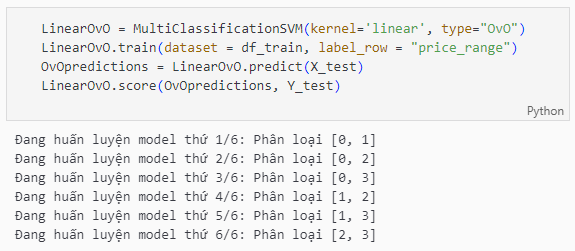 LinearOvO = MultiClassificationSVM(kernel='linear', type="OvO")
LinearOvO.train(dataset = df_train, label_row = "price_range")
OvOpredictions = LinearOvO.predict(X_test)
LinearOvO.score(OvOpredictions, Y_test)
Python
Đang huấn luyện model thứ 1/6: Phân loại [0, 1]
Đang huấn luyện model thứ 2/6: Phân loại [0, 2]
Đang huấn luyện model thứ 3/6: Phân loại [0, 3]
Đang huấn luyện model thứ 4/6: Phân loại [1, 2]
Đang huấn luyện model thứ 5/6: Phân loại [1, 3]
Đang huấn luyện model thứ 6/6: Phân loại [2, 3]